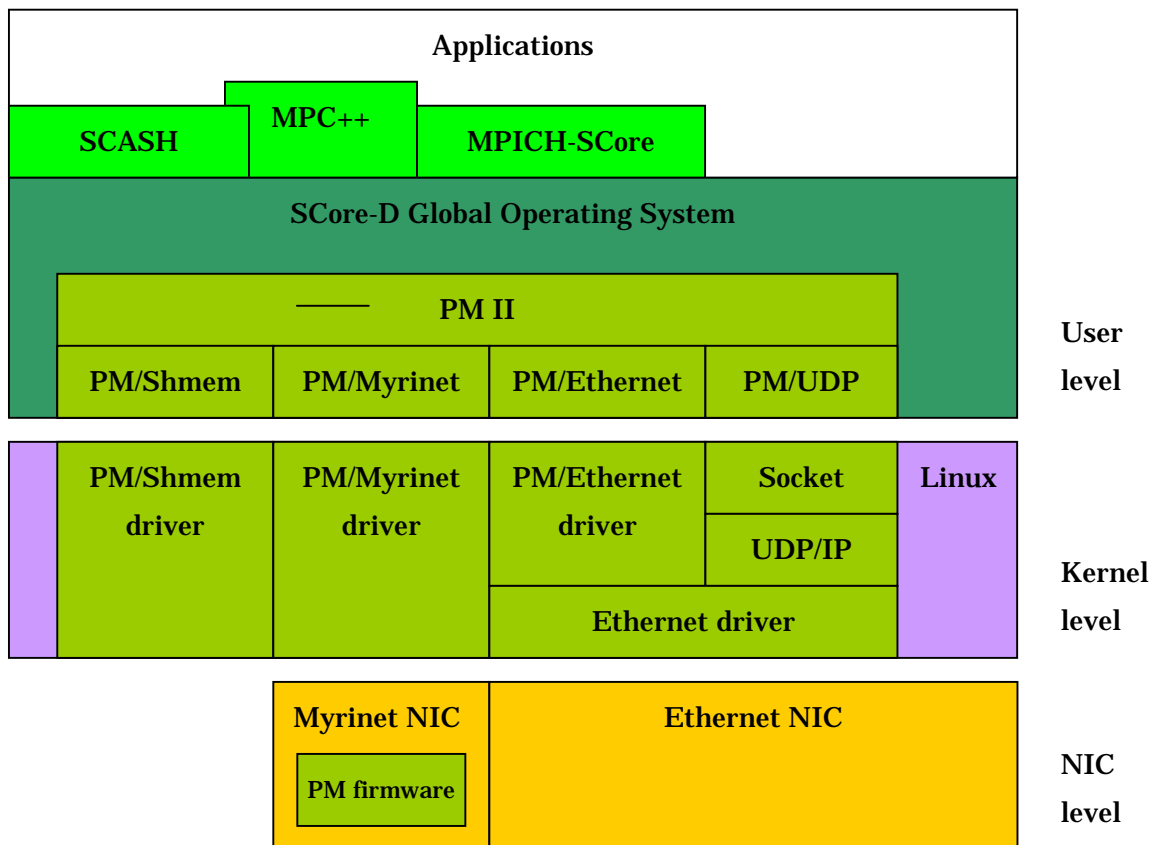 Applications
MPC++
SCASH
MPICH-SCore
SCore-D Global Operating System
PM II
User
level
PM/Shmem
PM/Myrinet
PM/Ethernet
PM/UDP
PM/Shmem
driver
PM/Myrinet
driver
PM/Ethernet
driver
Socket
UDP/IP
Ethernet driver
Linux
Kernel
level
Myrinet NIC
PM firmware
Ethernet NIC
NIC
level